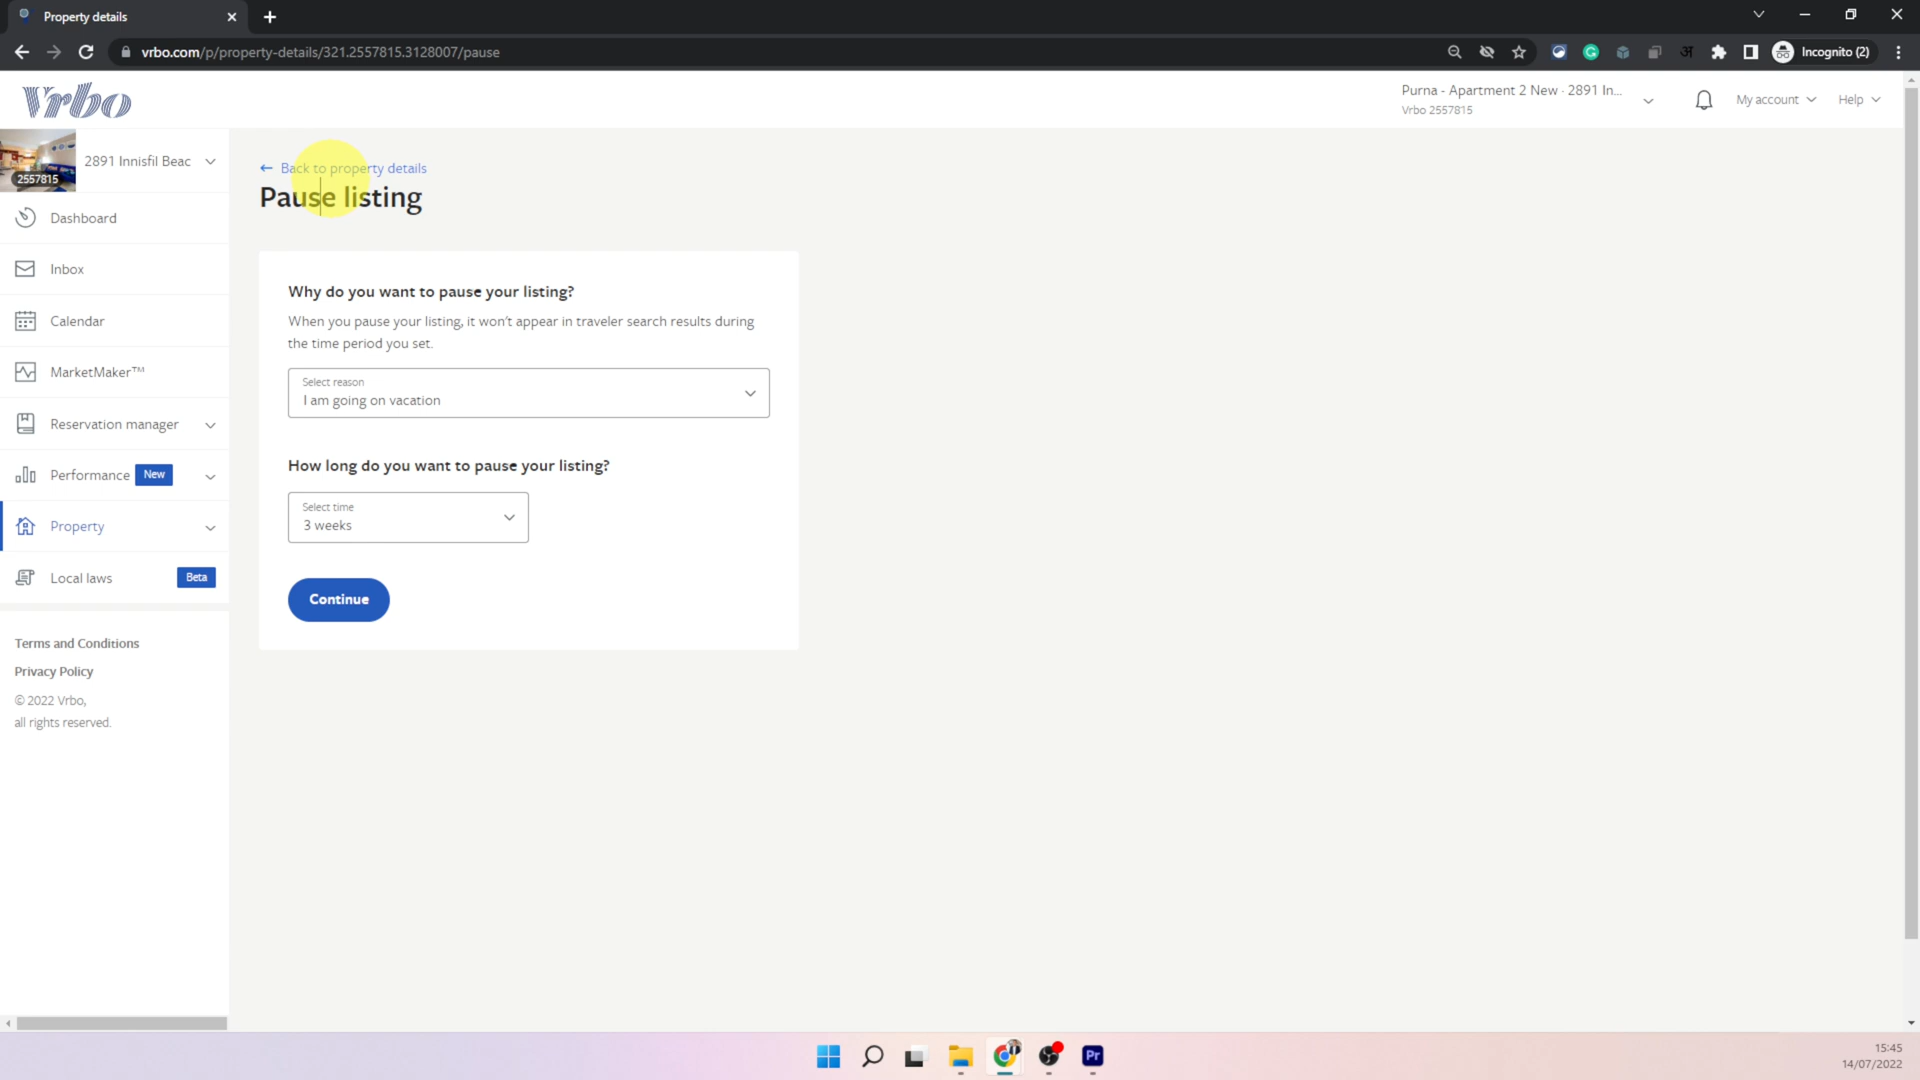 Property details
vrbo.com/p/property-details/321.2557815.3128007/pause
Incognito (2)
Vrbo
Purna - Apartment 2 New · 2891 In...
Vrbo 2557815
My account
Help
2557815
2891 Innisfil Beac
Dashboard
Inbox
Calendar
MarketMaker™
Reservation manager
Performance New
Property
Local laws Beta
Terms and Conditions
Privacy Policy
© 2022 Vrbo,
all rights reserved.
Back to property details
Pause listing
Why do you want to pause your listing?
When you pause your listing, it won't appear in traveler search results during
the time period you set.
Select reason
I am going on vacation
How long do you want to pause your listing?
Select time
3 weeks
Continue
Pr
15:45
14/07/2022